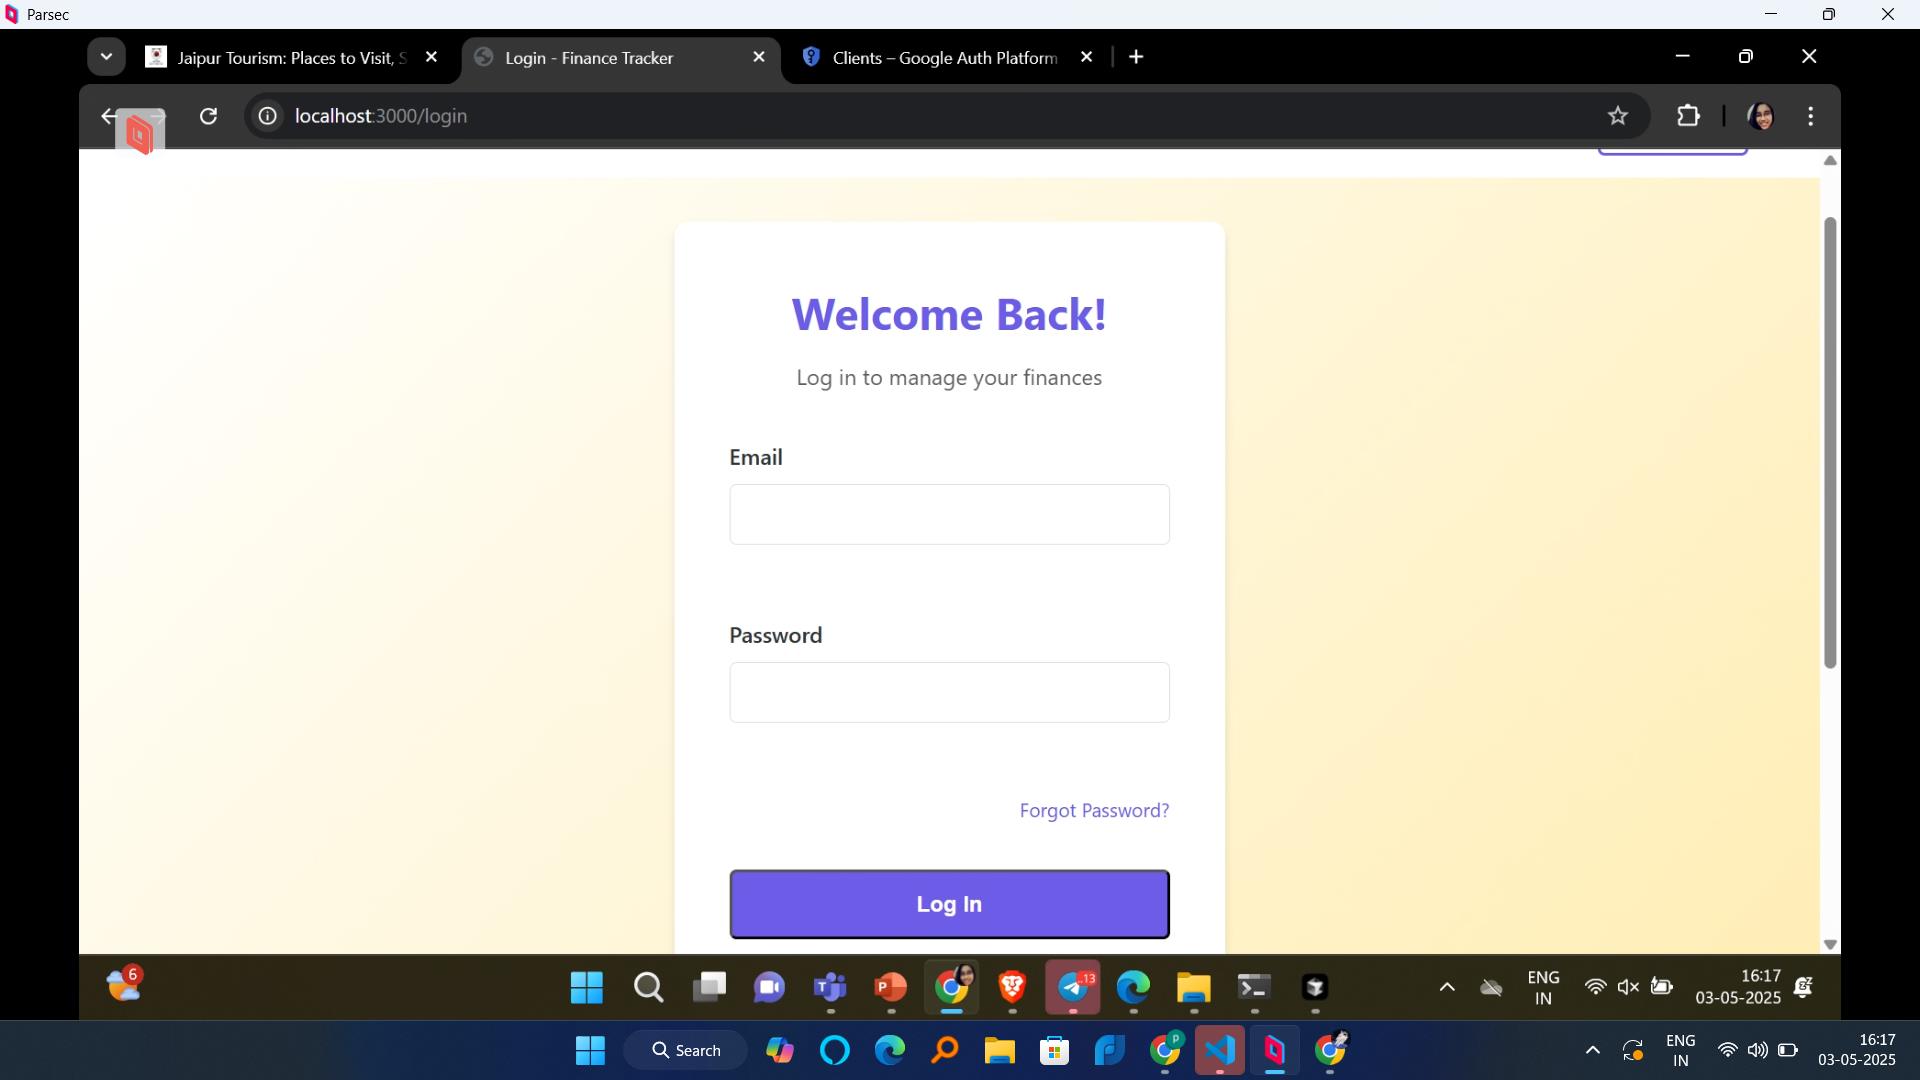 Parsec
Jaipur Tourism: Places to Visit, S
Login - Finance Tracker
Clients – Google Auth Platform
localhost:3000/login
Welcome Back!
Log in to manage your finances
Email
Password
Forgot Password?
Log In
6
13
ENG
IN
16:17
03-05-2025
Search
P
ENG
IN
16:17
03-05-2025